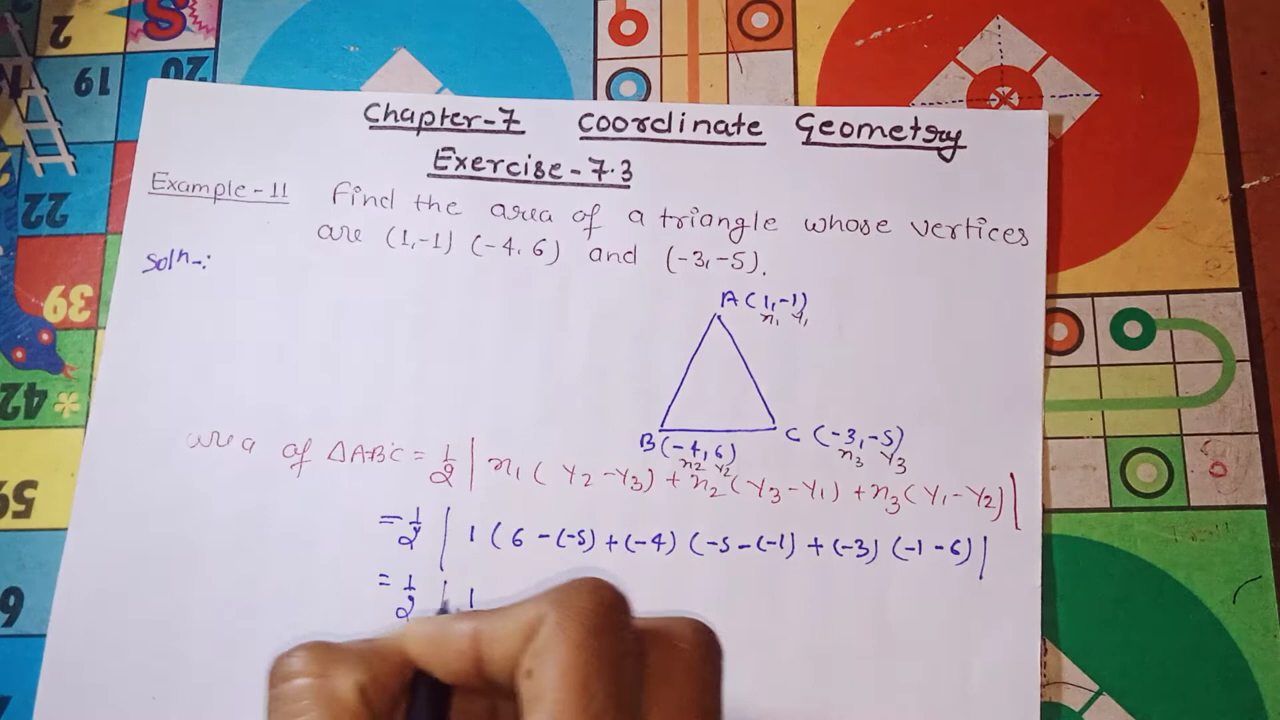 S
2
19
20
22
39
42
59
6
Chapter-7 Coordinate Geometry
Exercise-7.3
Example-11 Find the area of a triangle whose vertices
are (1,-1) (-4,6) and (-3,-5).
Soln-:
A(1,-1)
x₁ y₁
B(-4,6) C(-3,-5)
x₂ y₂ x₃ y₃
area of ΔABC = 1/2 | x₁(y₂-y₃)+x₂(y₃-y₁)+x₃(y₁-y₂)|
= 1/2 | 1(6-(-5)+(-4)(-5-(-1)+(-3)(-1-6)|
= 1/2 | 1